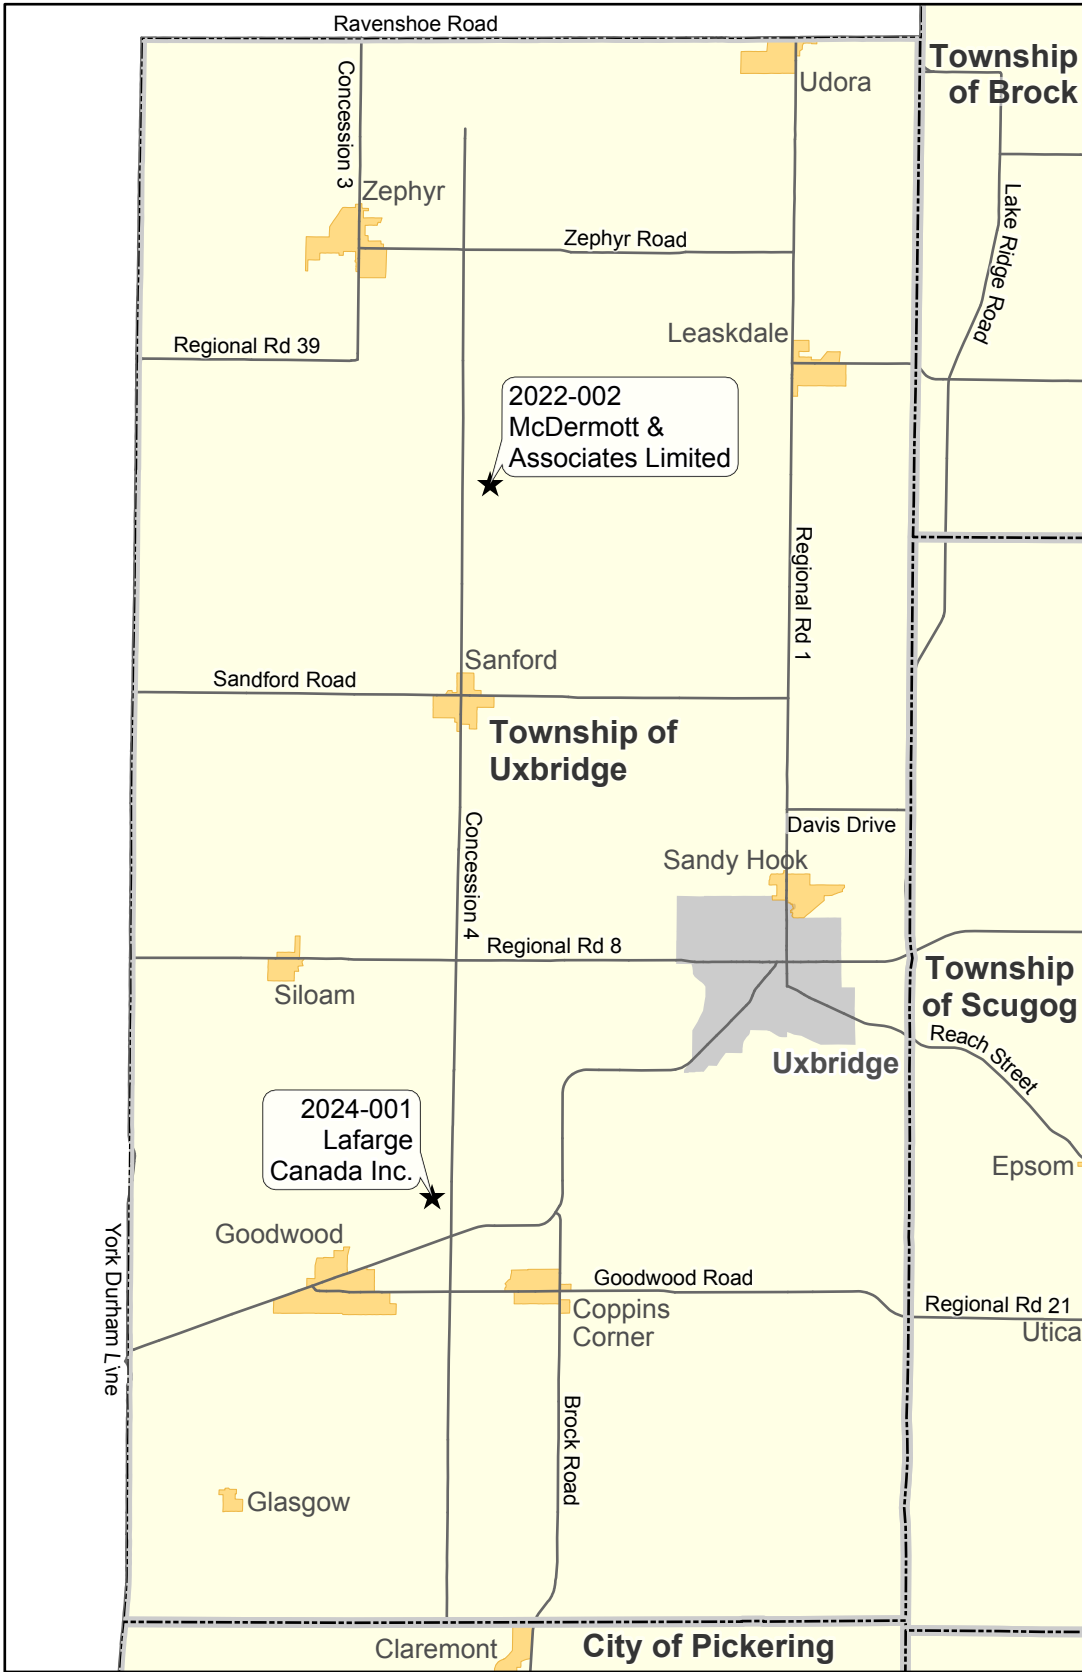 Ravenshoe Road
Township
of Brock
Udora
Concession 3
Zephyr
Lake Ridge Road
Zephyr Road
Leaskdale
Regional Rd 39
2022-002
McDermott &
Associates Limited
Regional Rd 1
Sanford
Sandford Road
Township of
Uxbridge
Concession 4
Davis Drive
Sandy Hook
Regional Rd 8
Township
of Scugog
Siloam
Reach Street
Uxbridge
2024-001
Lafarge
Canada Inc.
Epsom
York Durham Line
Goodwood
Goodwood Road
Coppins
Corner
Regional Rd 21
Utica
Brock Road
Glasgow
Claremont
City of Pickering